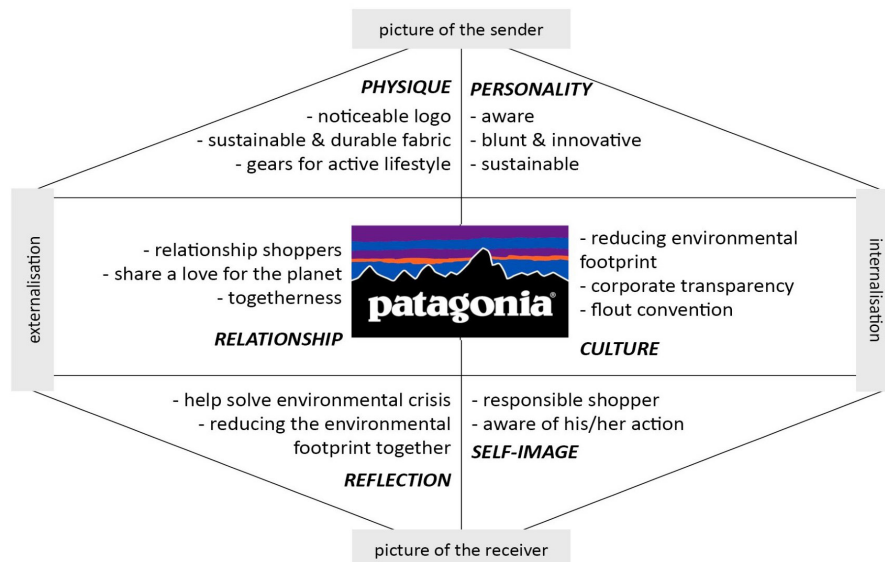 picture of the sender
PHYSIQUE
- noticeable logo
- sustainable & durable fabric
- gears for active lifestyle
PERSONALITY
- aware
- blunt & innovative
- sustainable
externalisation
- relationship shoppers
- share a love for the planet
- togetherness
RELATIONSHIP
patagonia®
- reducing environmental
footprint
- corporate transparency
- flout convention
CULTURE
internalisation
- help solve environmental crisis
- reducing the environmental
footprint together
REFLECTION
- responsible shopper
- aware of his/her action
SELF-IMAGE
picture of the receiver